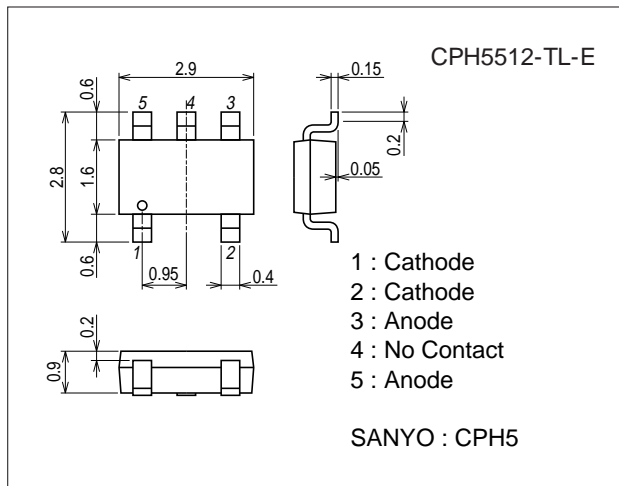 CPH5512-TL-E
2.9
0.15
0.6
5
4
3
0.2
2.8
1.6
0.05
1
2
0.6
0.95
0.4
1 : Cathode
2 : Cathode
3 : Anode
4 : No Contact
5 : Anode
0.2
0.9
SANYO : CPH5